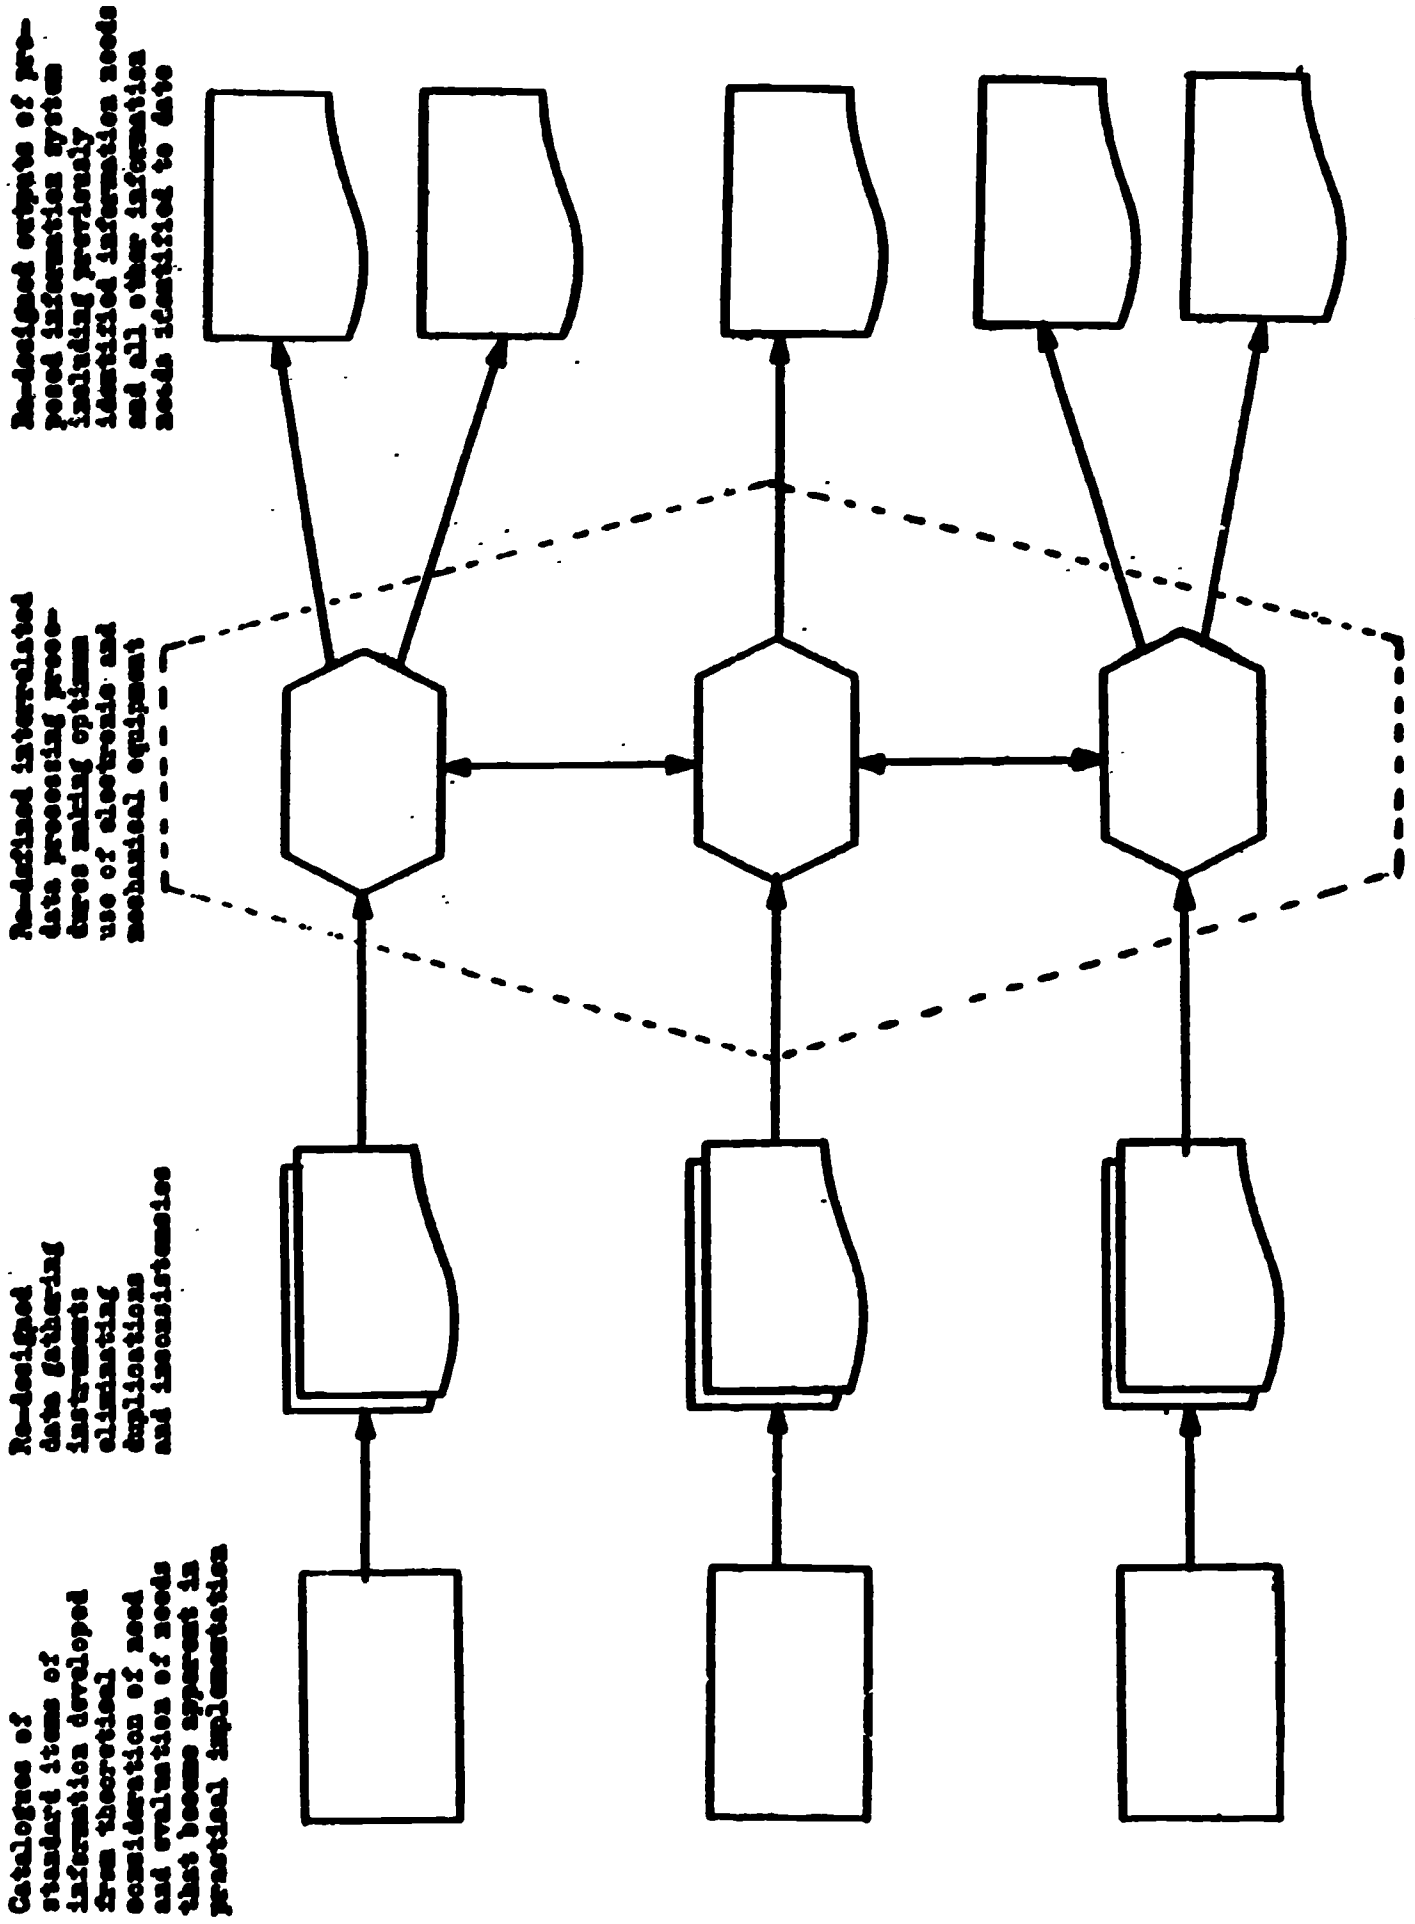 Catalogues of
standard items of
information developed
from theoretical
consideration of need
and evaluation of needs
that become apparent in
practical implementation
Re-designed
data gathering
instruments
eliminating
duplications
and inconsistencies
Re-defined interrelated
data processing proce-
dures making optimum
use of electronic and
mechanical equipment
Re-designed outputs of pro-
posed information system
including previously
identified information needs
and all other information
needs identified to date